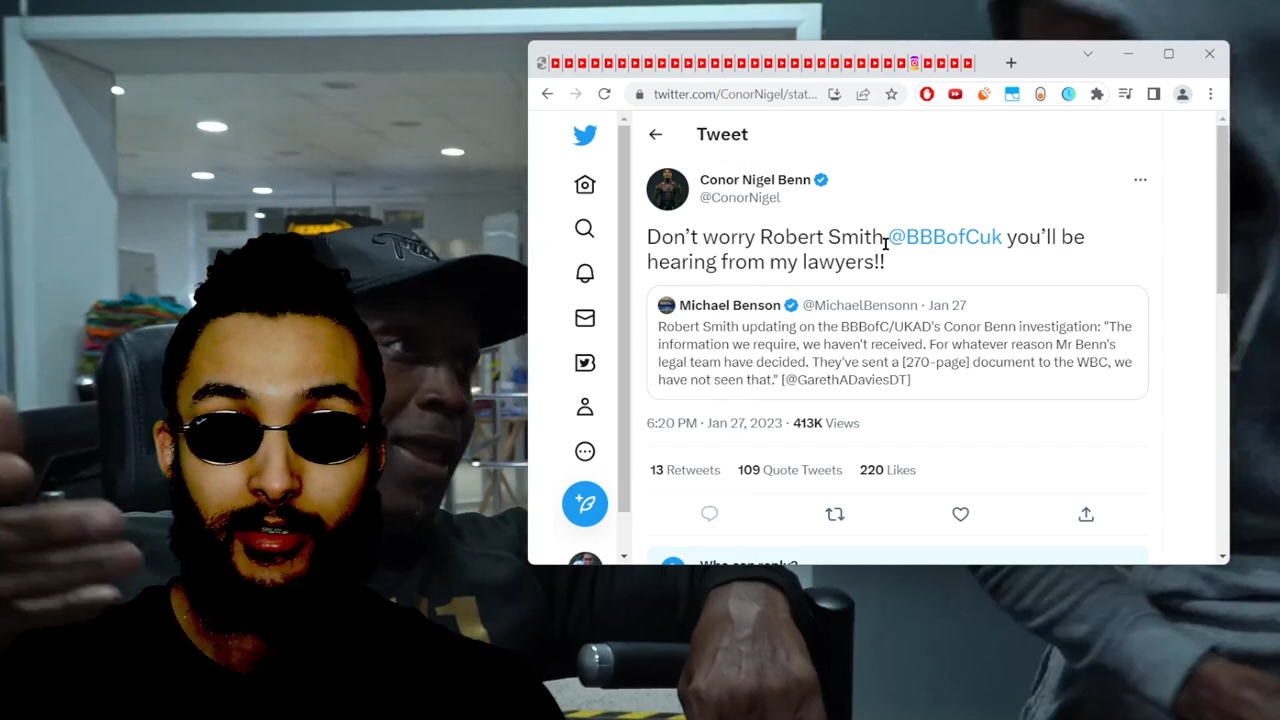 twitter.com/ConorNigel/stat...
Tweet
Conor Nigel Benn
@ConorNigel
Don’t worry Robert Smith @BBBofCuk you’ll be
hearing from my lawyers!!
Michael Benson @MichaelBensonn · Jan 27
Robert Smith updating on the BBBofC/UKAD's Conor Benn investigation: "The
information we require, we haven't received. For whatever reason Mr Benn's
legal team have decided. They've sent a [270-page] document to the WBC, we
have not seen that." [@GarethADaviesDT]
6:20 PM · Jan 27, 2023 · 413K Views
13 Retweets 109 Quote Tweets 220 Likes
Who can reply?